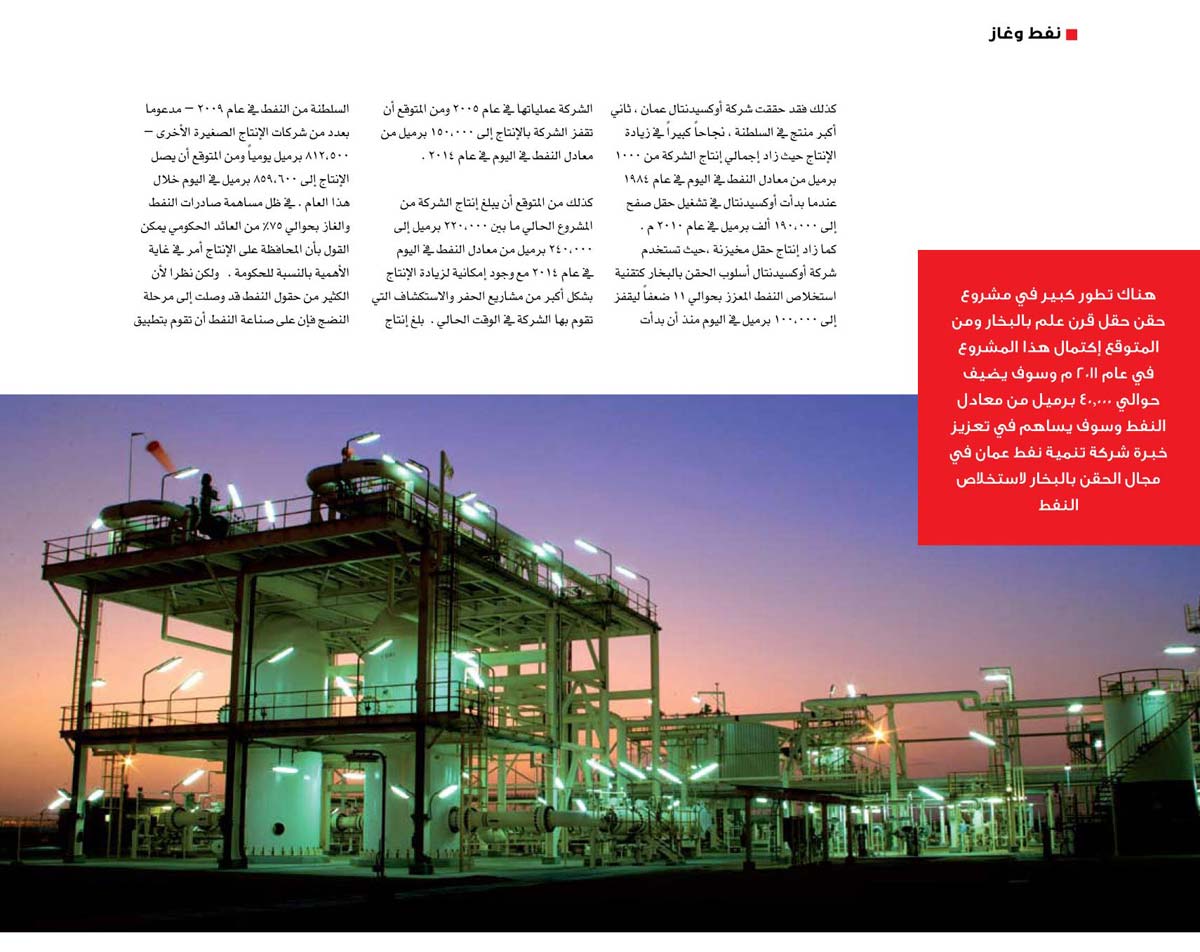 نفط وغاز
كذلك فقد حققت شركة أوكسيدنتال عمان ، ثاني
أكبر منتج في السلطنة ، نجاحاً كبيراً في زيادة
الإنتاج حيث زاد إجمالي إنتاج الشركة من ١٠٠٠
برميل من معادل النفط في اليوم في عام ١٩٨٤
عندما بدأت أوكسيدنتال في تشغيل حقل صفح
إلى ١٩٠،٠٠٠ ألف برميل في عام ٢٠١٠ م .
كما زاد إنتاج حقل مخيزنة ،حيث تستخدم
شركة أوكسيدنتال أسلوب الحقن بالبخار كتقنية
استخلاص النفط المعزز بحوالي ١١ ضعفاً ليقفز
إلى ١٠٠،٠٠٠ برميل في اليوم منذ أن بدأت
الشركة عملياتها في عام ٢٠٠٥ ومن المتوقع أن
تقفز الشركة بالإنتاج إلى ١٥٠،٠٠٠ برميل من
معادل النفط في اليوم في عام ٢٠١٤ .
كذلك من المتوقع أن يبلغ إنتاج الشركة من
المشروع الحالي ما بين ٢٢٠،٠٠٠ برميل إلى
٢٤٠،٠٠٠ برميل من معادل النفط في اليوم
في عام ٢٠١٤ مع وجود إمكانية لزيادة الإنتاج
بشكل أكبر من مشاريع الحفر والاستكشاف التي
تقوم بها الشركة في الوقت الحالي . بلغ إنتاج
السلطنة من النفط في عام ٢٠٠٩ – مدعوما
بعدد من شركات الإنتاج الصغيرة الأخرى –
٨١٢،٥٠٠ برميل يومياً ومن المتوقع أن يصل
الإنتاج إلى ٨٥٩،٦٠٠ برميل في اليوم خلال
هذا العام . في ظل مساهمة صادرات النفط
والغاز بحوالي ٧٥٪ من العائد الحكومي يمكن
القول بأن المحافظة على الإنتاج أمر في غاية
الأهمية بالنسبة للحكومة . ولكن نظرا لأن
الكثير من حقول النفط قد وصلت إلى مرحلة
النضج فإن على صناعة النفط أن تقوم بتطبيق
هناك تطور كبير في مشروع
حقن حقل قرن علم بالبخار ومن
المتوقع إكتمال هذا المشروع
في عام ٢٠١١ م وسوف يضيف
حوالي ٤٠,٠٠٠ برميل من معادل
النفط وسوف يساهم في تعزيز
خبرة شركة تنمية نفط عمان في
مجال الحقن بالبخار لاستخلاص
النفط